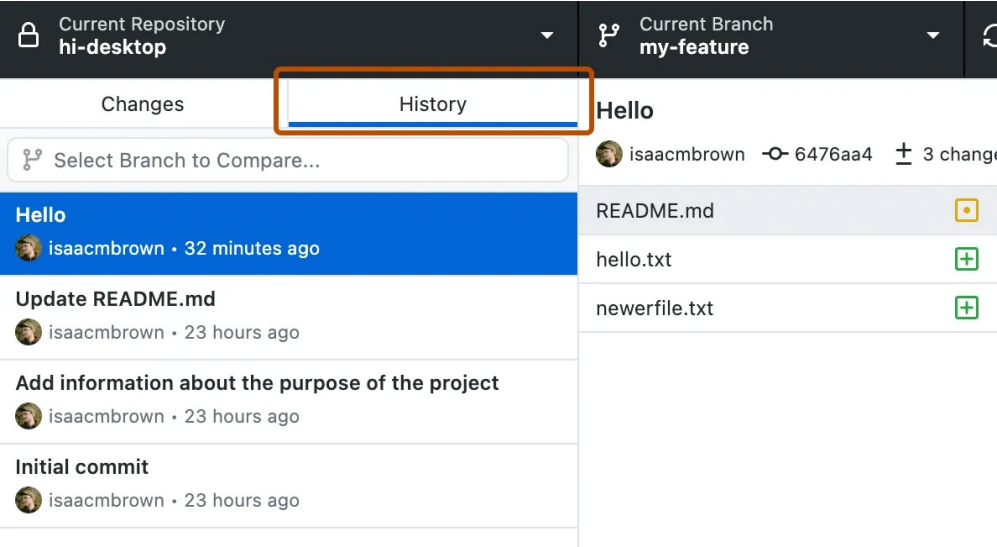 Current Repository
hi-desktop
Current Branch
my-feature
Changes
History
Select Branch to Compare...
Hello
isaacmbrown • 32 minutes ago
Update README.md
isaacmbrown • 23 hours ago
Add information about the purpose of the project
isaacmbrown • 23 hours ago
Initial commit
isaacmbrown • 23 hours ago
Hello
isaacmbrown 6476aa4 3 change
README.md
hello.txt
newerfile.txt